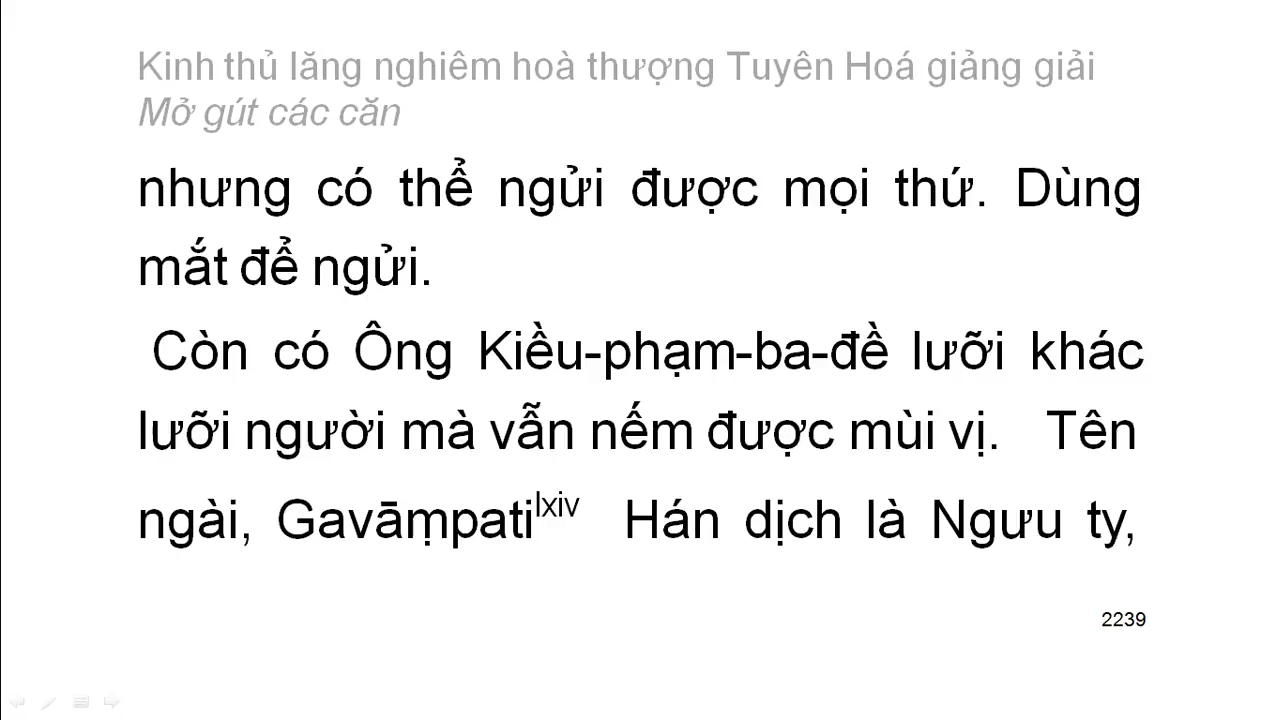 Kinh thủ lăng nghiêm hoà thượng Tuyên Hoá giảng giải
Mở gút các căn
nhưng có thể ngửi được mọi thứ. Dùng
mắt để ngửi.
Còn có Ông Kiều-phạm-ba-đề lưỡi khác
lưỡi người mà vẫn nếm được mùi vị. Tên
ngài, Gavāṃpatilxiv Hán dịch là Ngưu ty,
2239